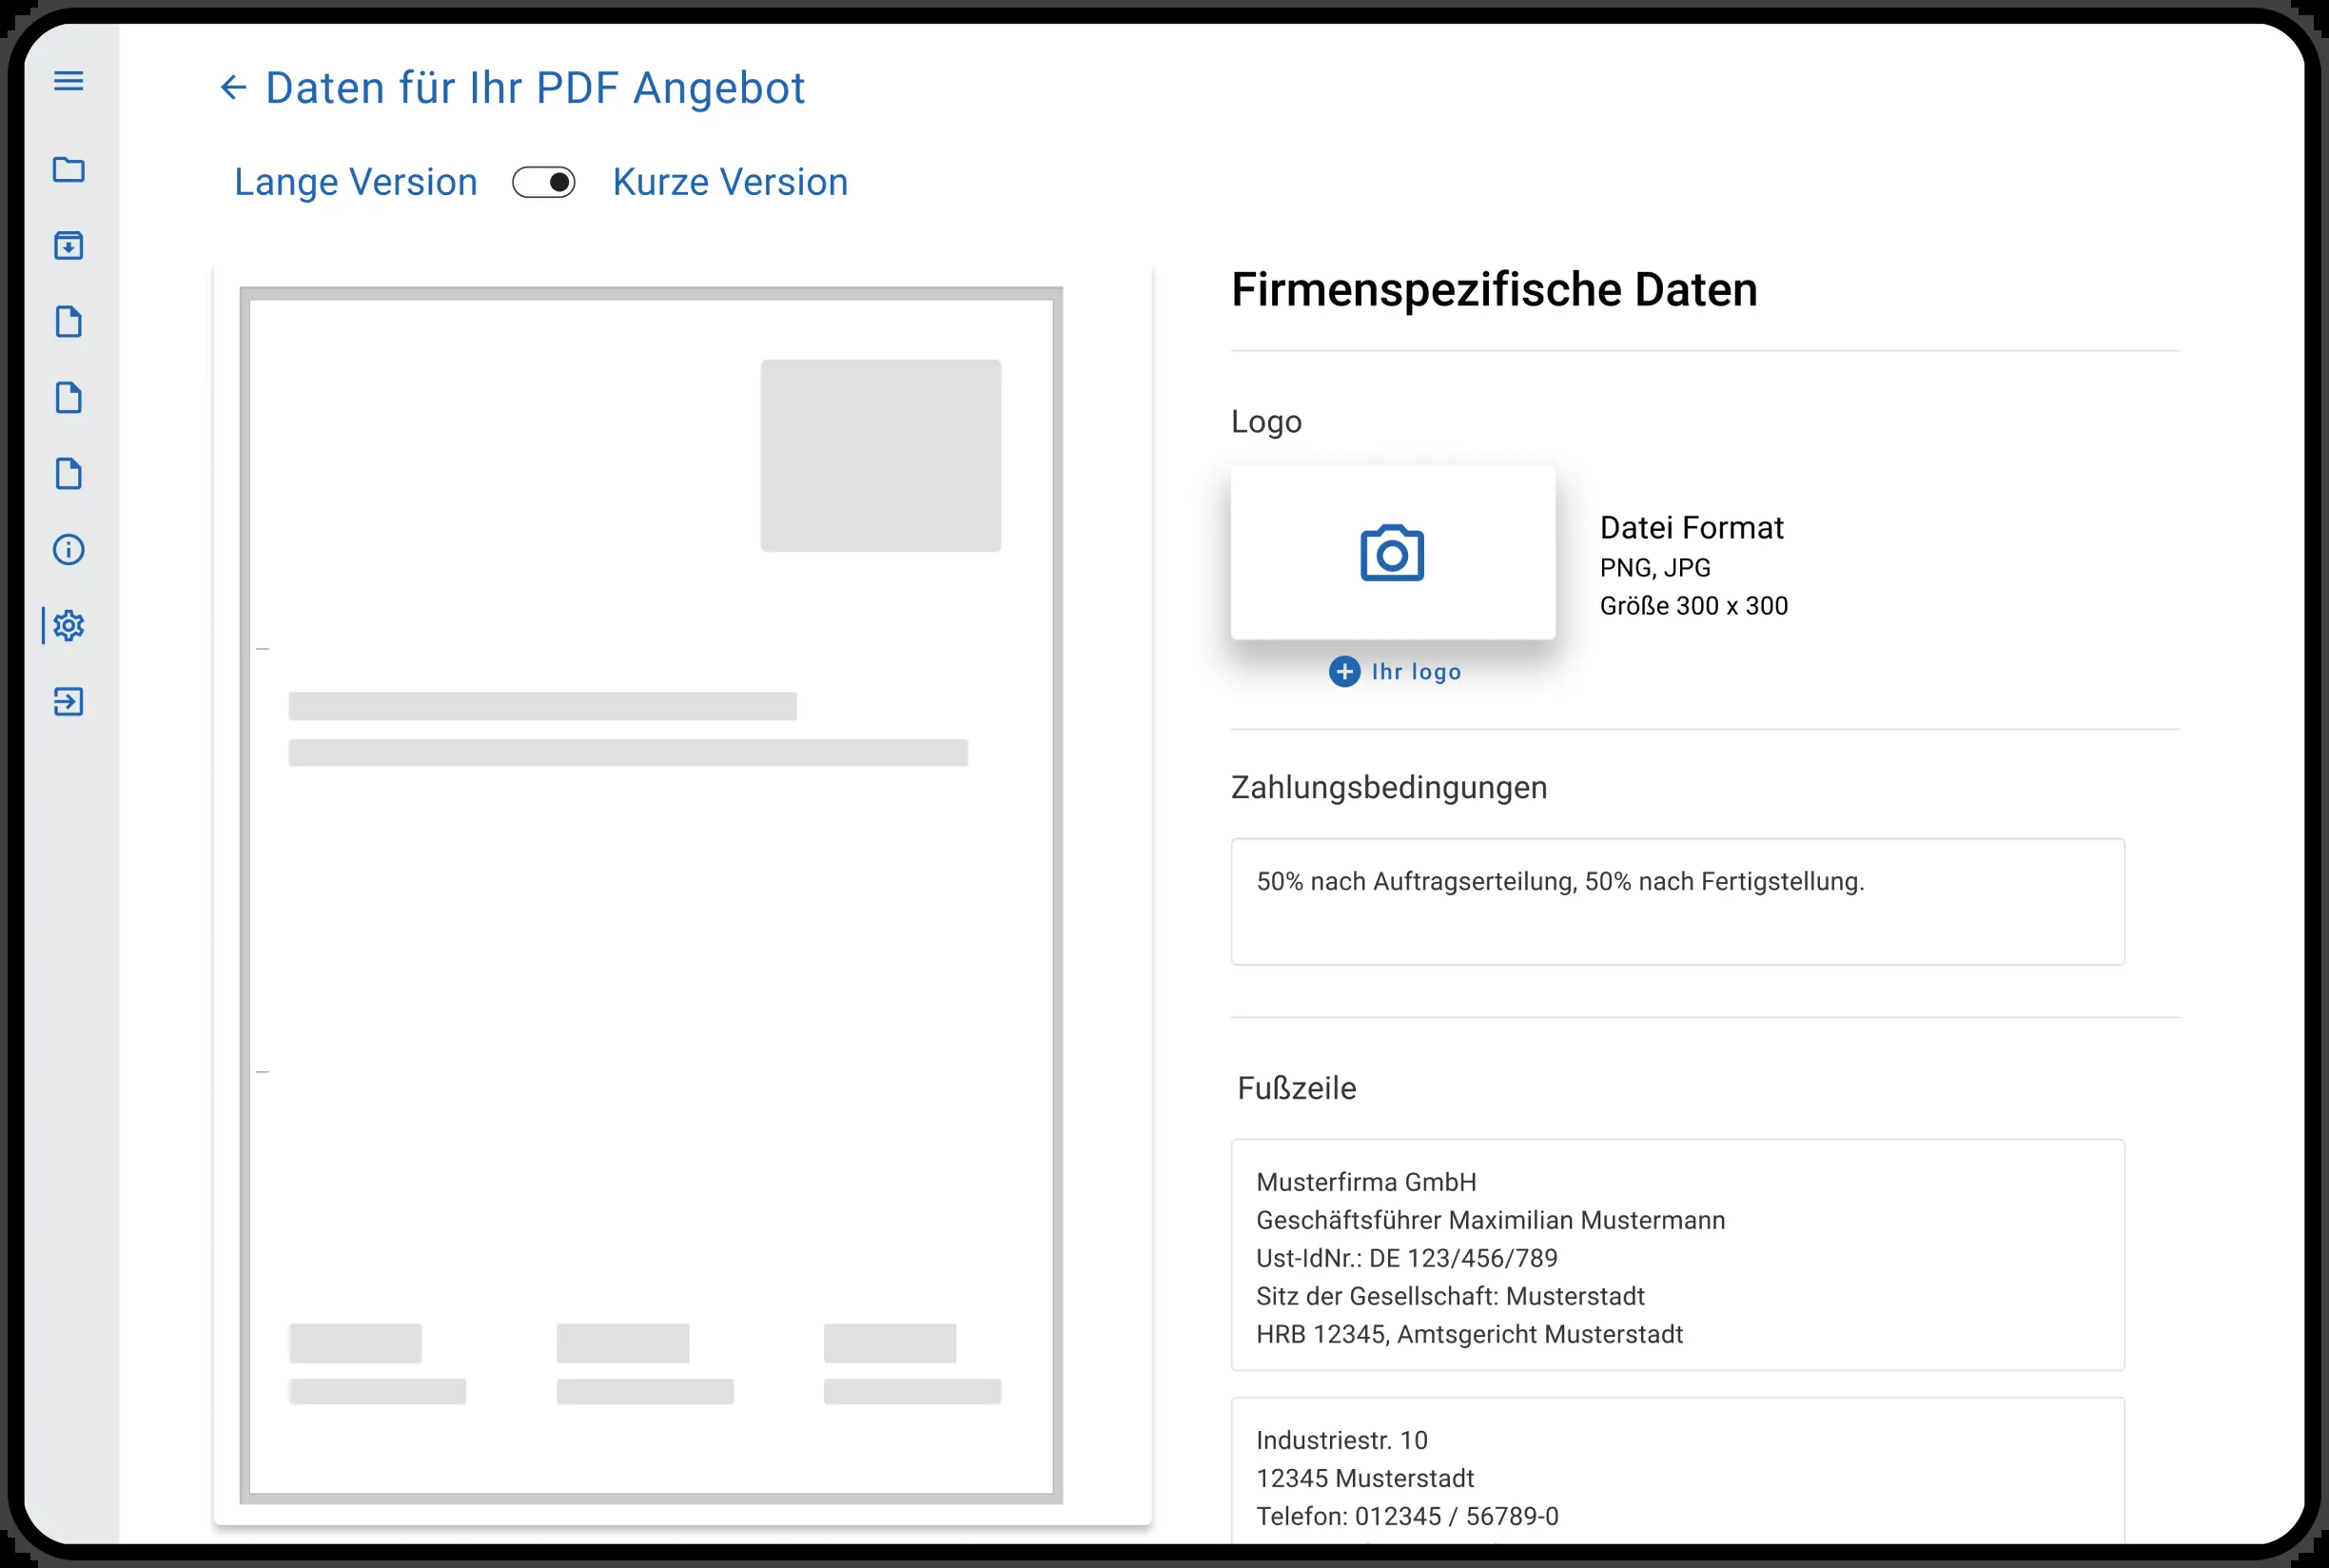 Daten für Ihr PDF Angebot
Lange Version Kurze Version
Firmenspezifische Daten
Logo
Datei Format
PNG, JPG
Größe 300 x 300
Ihr logo
Zahlungsbedingungen
50% nach Auftragserteilung, 50% nach Fertigstellung.
Fußzeile
Musterfirma GmbH
Geschäftsführer Maximilian Mustermann
Ust-IdNr.: DE 123/456/789
Sitz der Gesellschaft: Musterstadt
HRB 12345, Amtsgericht Musterstadt
Industriestr. 10
12345 Musterstadt
Telefon: 012345 / 56789-0